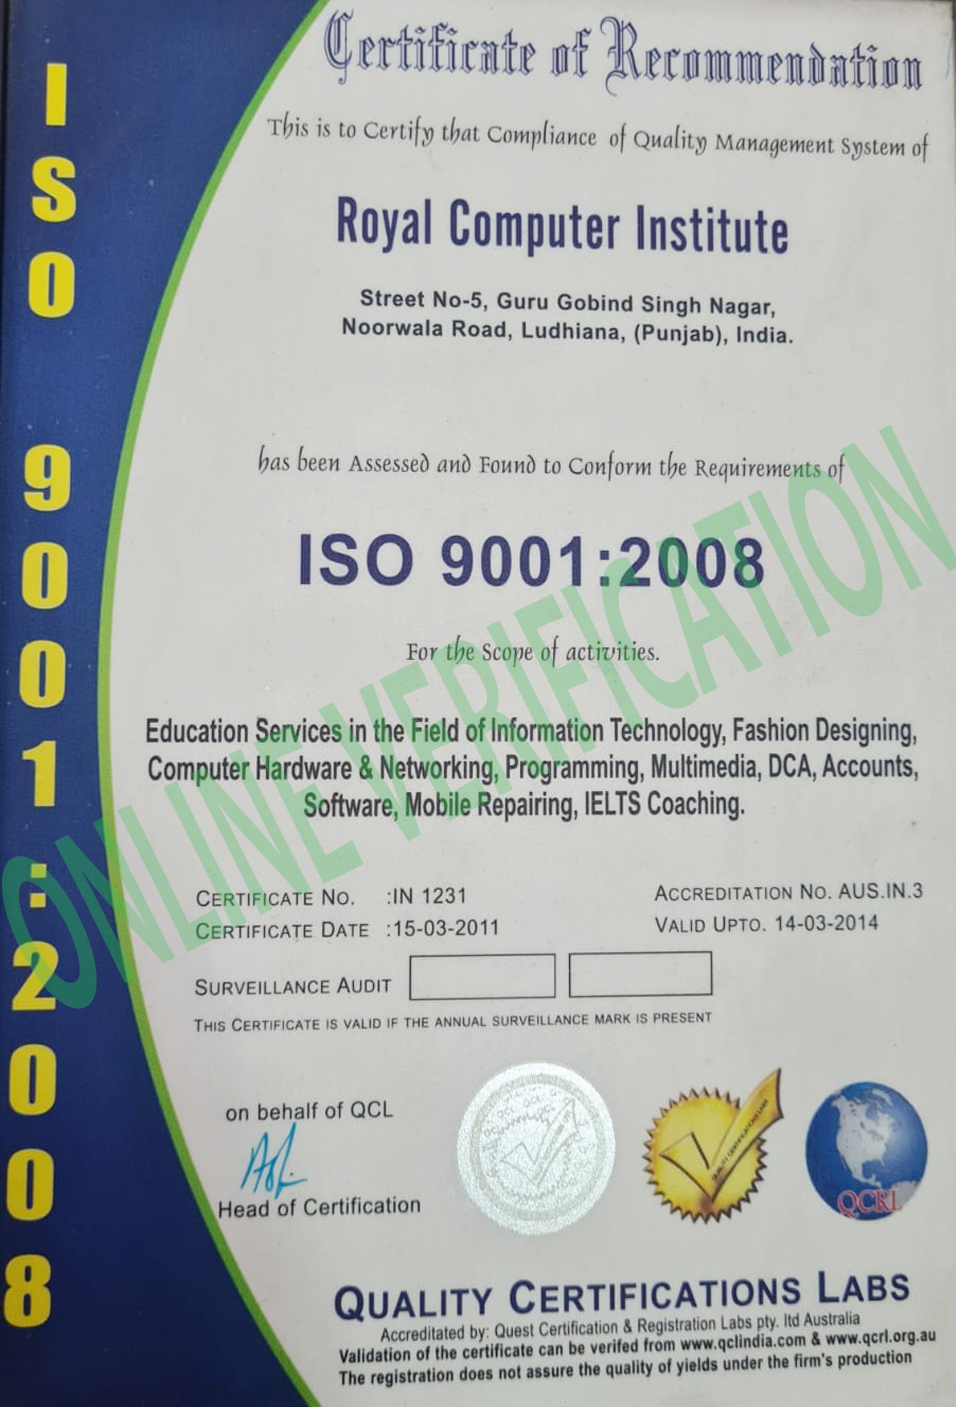 Certificate of Recommendation
This is to Certify that Compliance of Quality Management System of
Royal Computer Institute
Street No-5, Guru Gobind Singh Nagar,
Noorwala Road, Ludhiana, (Punjab), India.
has been Assessed and Found to Conform the Requirements of
ISO 9001:2008
For the Scope of activities.
Education Services in the Field of Information Technology, Fashion Designing,
Computer Hardware & Networking, Programming, Multimedia, DCA, Accounts,
Software, Mobile Repairing, IELTS Coaching.
CERTIFICATE NO. :IN 1231
ACCREDITATION NO. AUS.IN.3
CERTIFICATE DATE :15-03-2011
VALID UPTO. 14-03-2014
SURVEILLANCE AUDIT
THIS CERTIFICATE IS VALID IF THE ANNUAL SURVEILLANCE MARK IS PRESENT
on behalf of QCL
Head of Certification
QCRL
QUALITY CERTIFICATIONS LABS
Accreditated by: Quest Certification & Registration Labs pty. ltd Australia
Validation of the certificate can be verifed from www.qclindia.com & www.qcrl.org.au
The registration does not assure the quality of yields under the firm's production
ISO 9001:2008
ONLINE VERIFICATION